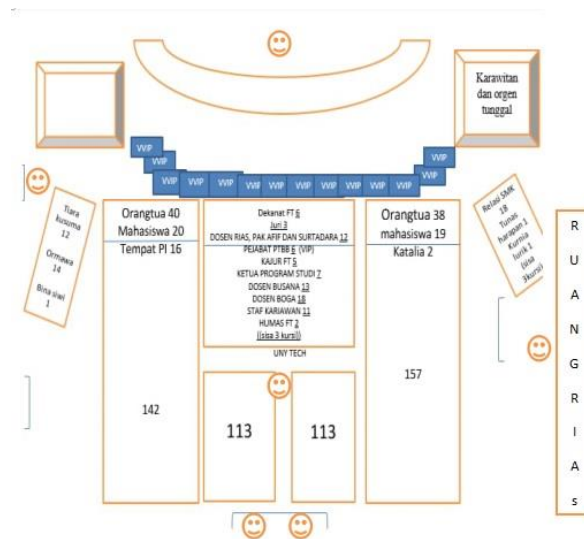 Karawitan
dan orgen
tunggal
VVIP
VVIP
VVIP
VVIP
VVIP
VVIP
VVIP
VVIP
VVIP
VVIP
VVIP
VVIP
VVIP
Tiara
kusuma
12
Ormawa
14
Bina siwi
1
Orangtua 40
Mahasiswa 20
Tempat PI 16
142
Dekanat FT 6
Juri 3
DOSEN RIAS, PAK AFIF DAN SURTADARA 12
PEJABAT PTBB 6 (VIP)
KAJUR FT 5
KETUA PROGRAM STUDI 7
DOSEN BUSANA 13
DOSEN BOGA 18
STAF KARIAWAN 11
HUMAS FT 2
((sisa 3 kursi))
UNY TECH
113
113
Orangtua 38
mahasiswa 19
Katalia 2
157
Relasi SMK
18
Tunas
harapan 1
Kurnia
lurik 1
(sisa
3kursi)
R
U
A
N
G
R
I
A
s